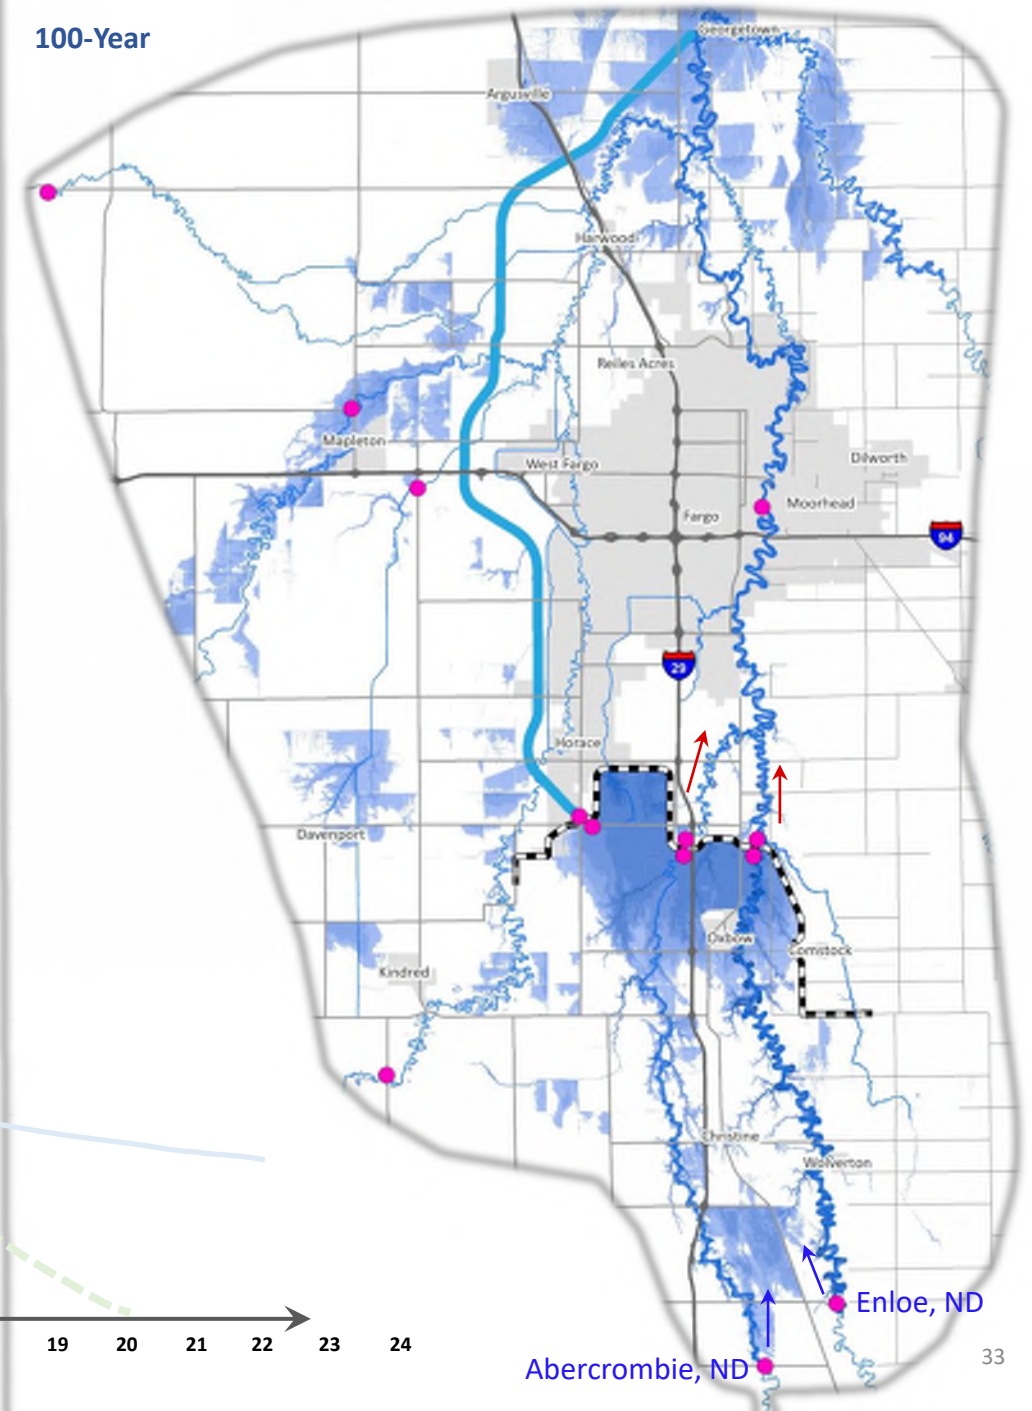 100-Year
Georgetown
Argusville
Harwood
Reiles Acres
Mapleton
West Fargo
Dilworth
Moorhead
Fargo
94
29
Horace
Davenport
Oxbow
Comstock
Kindred
Christine
Wolverton
Enloe, ND
Abercrombie, ND
19 20 21 22 23 24
33